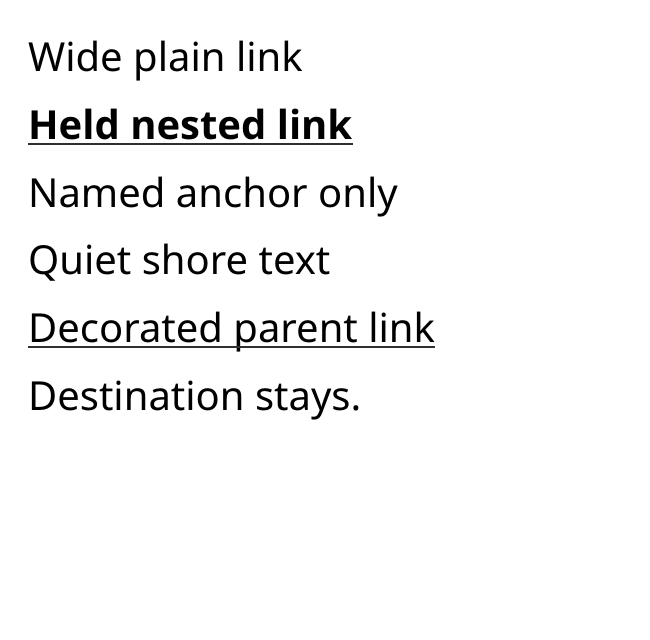 Wide plain link
Held nested link
Named anchor only
Quiet shore text
Decorated parent link
Destination stays.